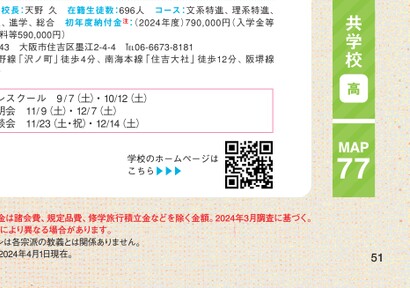 校長：天野 久 在籍生徒数：696人 コース：文系特進、理系特進、
、進学、総合 初年度納付金注：（2024年度）790,000円（入学金等
料等590,000円）
43 大阪市住吉区墨江2-4-4 TEL 06-6673-8181
野線「沢ノ町」徒歩4分、南海本線「住吉大社」徒歩12分、阪堺線
レスクール 9/7（土）・10/12（土）
明会 11/9（土）・12/7（土）
談会 11/23（土・祝）・12/14（土）
学校のホームページは
こちら▶▶▶
共学校
高
MAP
77
金は諸会費、規定品費、修学旅行積立金などを除く金額。2024年3月調査に基づく。
により異なる場合があります。
ンは各宗派の教義とは関係ありません。
2024年4月1日現在。
51